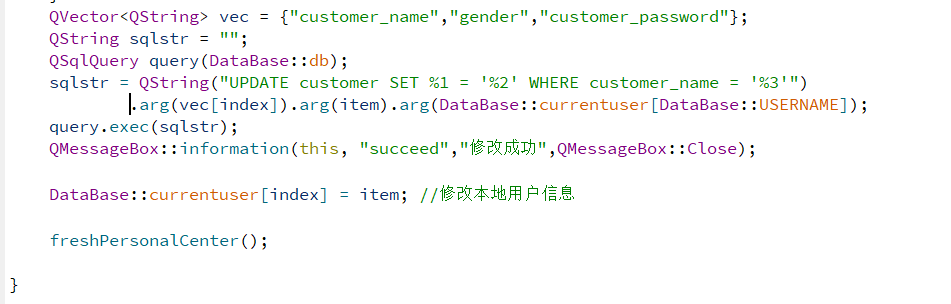 QVector<QString> vec = {"customer_name","gender","customer_password"};
QString sqlstr = "";
QSqlQuery query(DataBase::db);
sqlstr = QString("UPDATE customer SET %1 = '%2' WHERE customer_name = '%3'")
.arg(vec[index]).arg(item).arg(DataBase::currentuser[DataBase::USERNAME]);
query.exec(sqlstr);
QMessageBox::information(this, "succeed","修改成功",QMessageBox::Close);
DataBase::currentuser[index] = item; //修改本地用户信息
freshPersonalCenter();
}